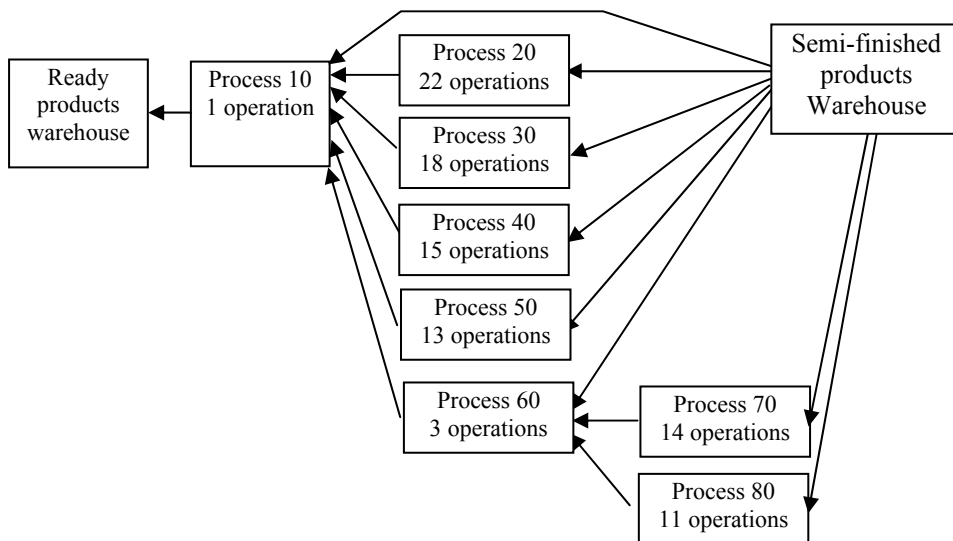 Ready
products
warehouse
Process 10
1 operation
Process 20
22 operations
Process 30
18 operations
Process 40
15 operations
Process 50
13 operations
Process 60
3 operations
Semi-finished
products
Warehouse
Process 70
14 operations
Process 80
11 operations